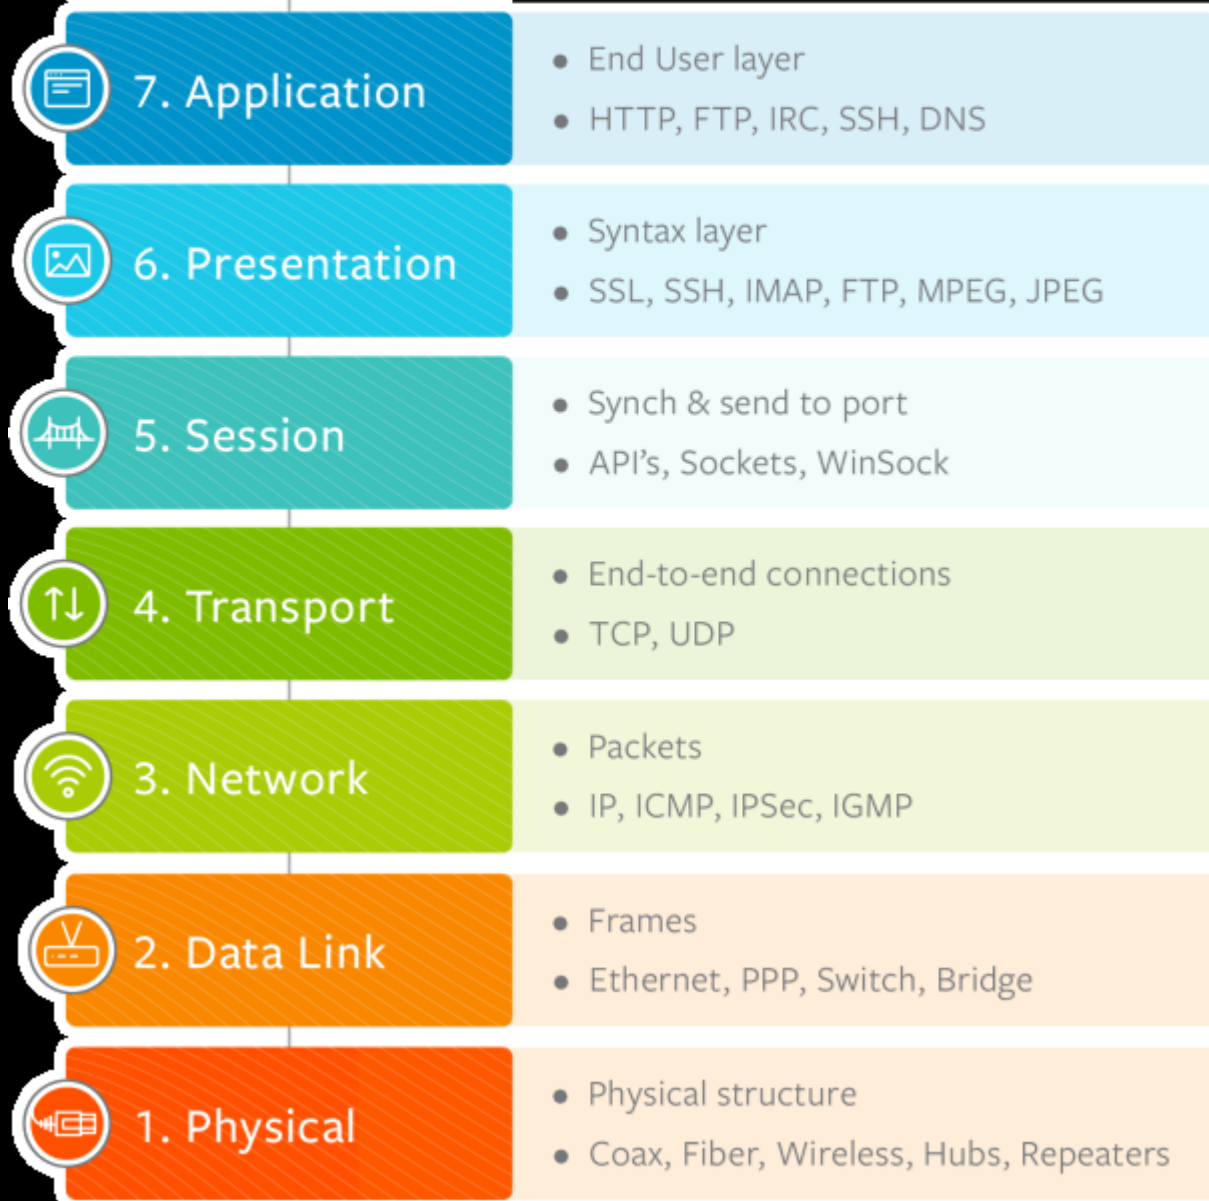 7. Application
• End User layer
• HTTP, FTP, IRC, SSH, DNS
6. Presentation
• Syntax layer
• SSL, SSH, IMAP, FTP, MPEG, JPEG
5. Session
• Synch & send to port
• API's, Sockets, WinSock
4. Transport
• End-to-end connections
• TCP, UDP
3. Network
• Packets
• IP, ICMP, IPSec, IGMP
2. Data Link
• Frames
• Ethernet, PPP, Switch, Bridge
1. Physical
• Physical structure
• Coax, Fiber, Wireless, Hubs, Repeaters